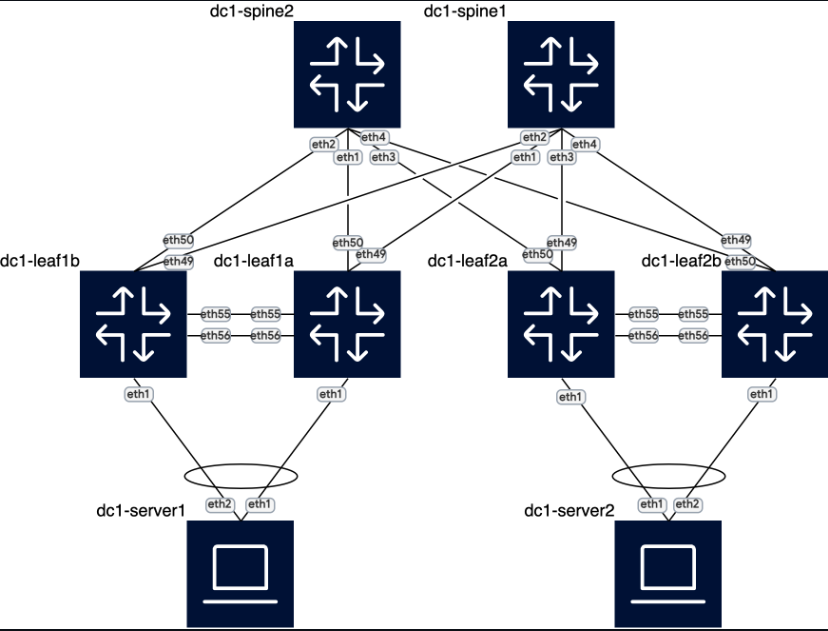 dc1-spine2
dc1-spine1
eth2
eth4
eth1
eth3
eth2
eth4
eth1
eth3
eth50
eth49
eth50
eth49
eth49
eth50
eth49
eth50
dc1-leaf1b
dc1-leaf1a
dc1-leaf2a
dc1-leaf2b
eth55
eth55
eth55
eth55
eth56
eth56
eth56
eth56
eth1
eth1
eth1
eth1
eth2
eth1
eth1
eth2
dc1-server1
dc1-server2